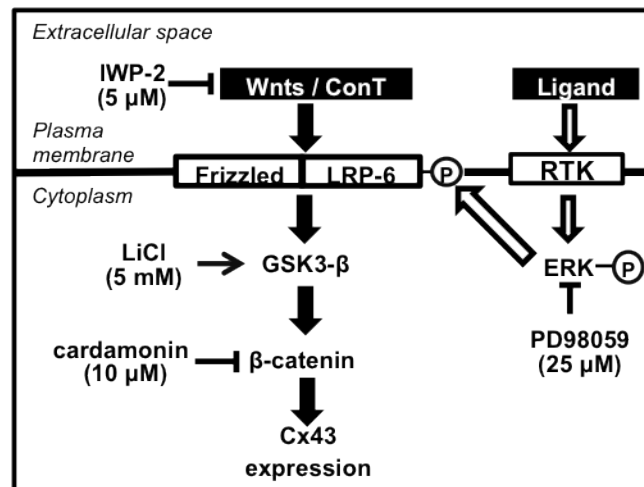 Extracellular space
IWP-2
(5 µM)
Wnts / ConT
Ligand
Plasma
membrane
Frizzled
LRP-6
P
RTK
Cytoplasm
LiCl
(5 mM)
GSK3-β
ERK
P
cardamonin
(10 µM)
β-catenin
PD98059
(25 µM)
Cx43
expression